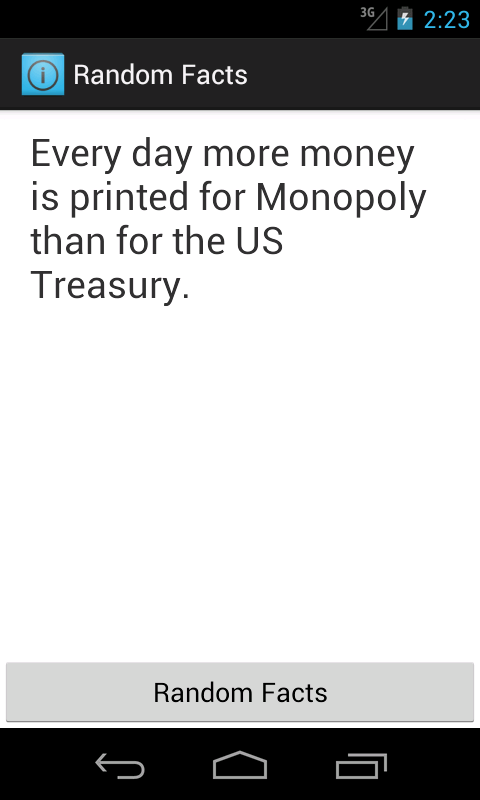 3G 2:23
Random Facts
Every day more money
is printed for Monopoly
than for the US
Treasury.
Random Facts